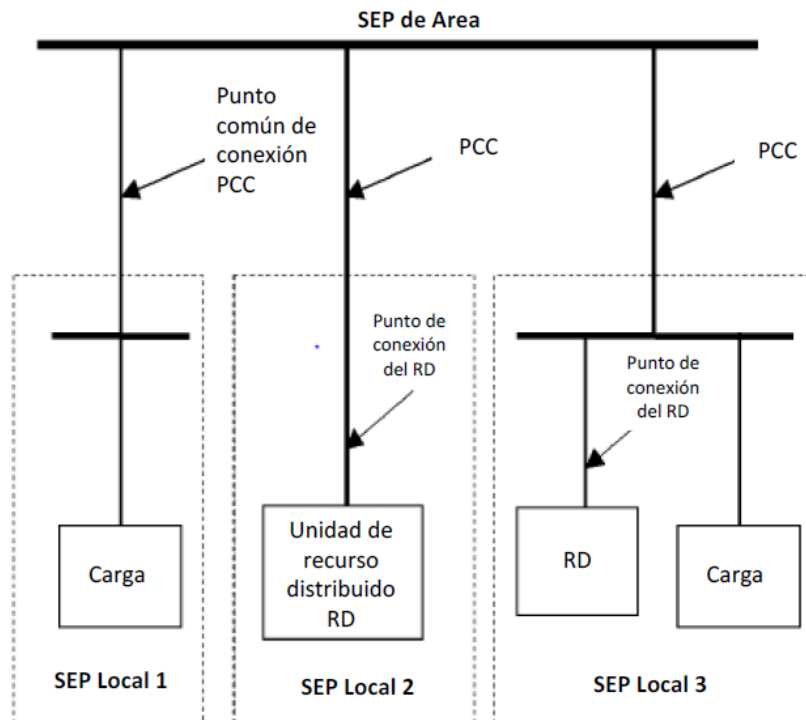 SEP de Area
Punto
común de
conexión
PCC
PCC
PCC
Punto de
conexión
del RD
Punto de
conexión
del RD
Carga
Unidad de
recurso
distribuido
RD
RD
Carga
SEP Local 1
SEP Local 2
SEP Local 3